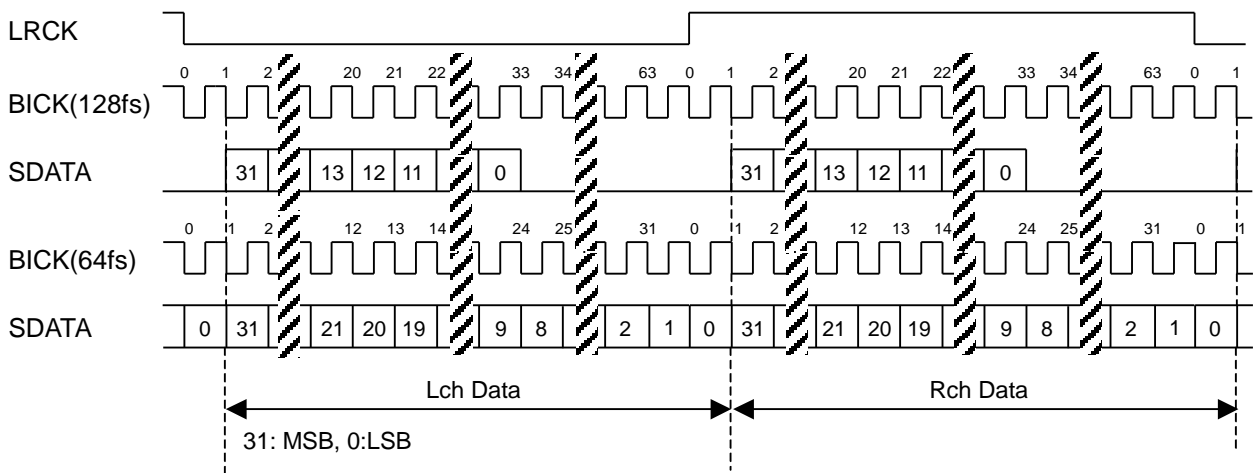 LRCK
0 1 2 20 21 22 33 34 63 0 1 2 20 21 22 33 34 63 0 1
BICK(128fs)
SDATA 31 13 12 11 0 31 13 12 11 0
0 1 2 12 13 14 24 25 31 0 1 2 12 13 14 24 25 31 0 1
BICK(64fs)
SDATA 0 31 21 20 19 9 8 2 1 0 31 21 20 19 9 8 2 1 0
Lch Data Rch Data
31: MSB, 0:LSB